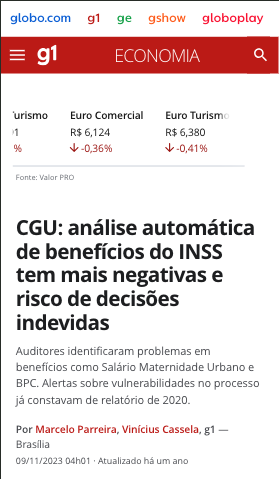 globo.com g1 ge gshow globoplay
g1 ECONOMIA
Euro Comercial Euro Turismo
R$ 6,124 R$ 6,380
% -0,36% -0,41%
Fonte: Valor PRO
CGU: análise automática
de benefícios do INSS
tem mais negativas e
risco de decisões
indevidas
Auditores identificaram problemas em
benefícios como Salário Maternidade Urbano e
BPC. Alertas sobre vulnerabilidades no processo
já constavam de relatório de 2020.
Por Marcelo Parreira, Vinícius Cassela, g1 —
Brasília
09/11/2023 04h01 · Atualizado há um ano